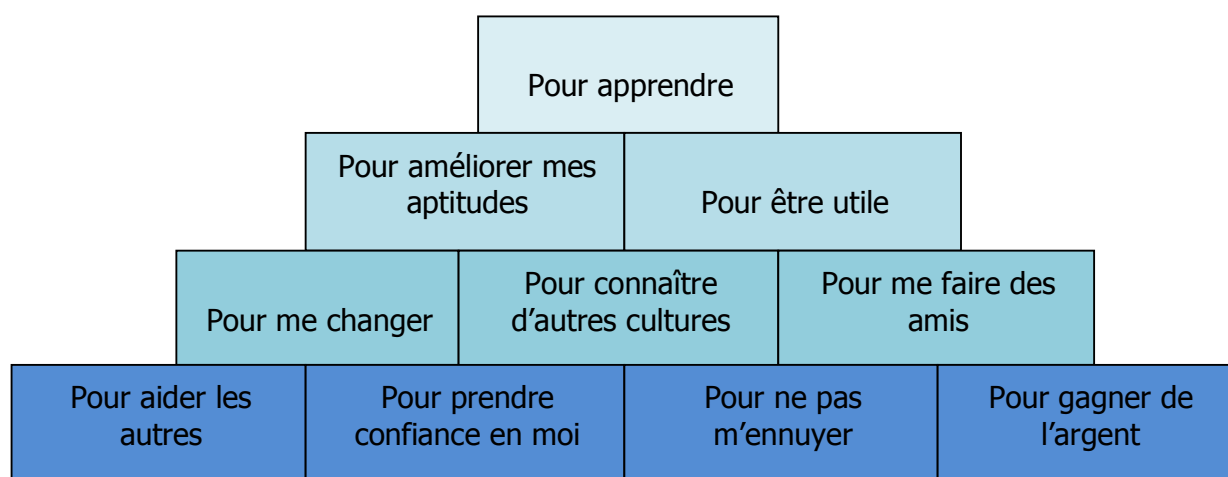 Pour apprendre
Pour améliorer mes
aptitudes
Pour être utile
Pour me changer
Pour connaître
d'autres cultures
Pour me faire des
amis
Pour aider les
autres
Pour prendre
confiance en moi
Pour ne pas
m'ennuyer
Pour gagner de
l'argent